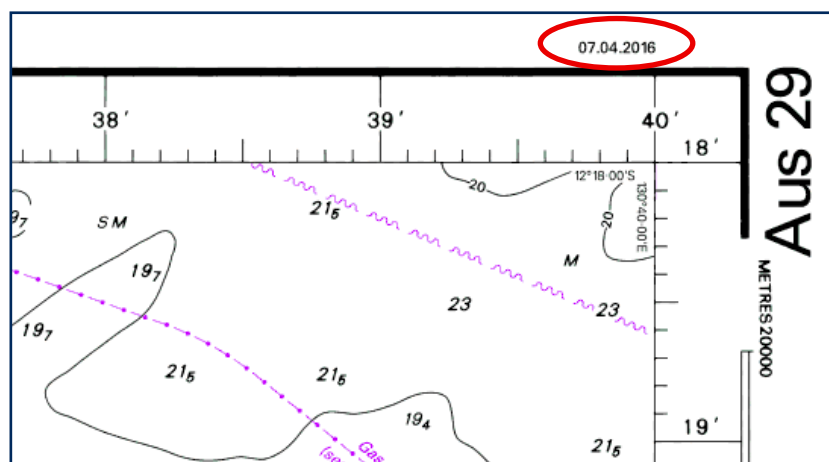 07.04.2016
38'
39'
40'
18'
Aus 29
12°18·00'S
20
130°40·00'E
20
21₅
9₇
S M
M
19₇
23
23
METRES 20000
19₇
21₅
21₅
19₄
19'
Gas
(se
21₅